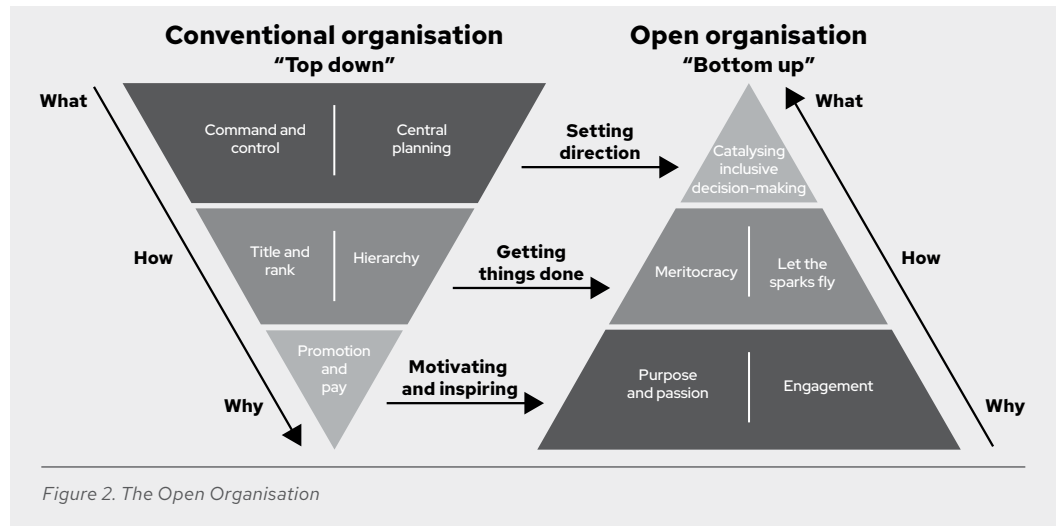 Conventional organisation
“Top down”
Open organisation
“Bottom up”
What
How
Why
Command and
control
Central
planning
Title and
rank
Hierarchy
Promotion
and
pay
Setting
direction
Getting
things done
Motivating
and inspiring
Catalysing
inclusive
decision-making
Meritocracy
Let the
sparks fly
Purpose
and passion
Engagement
What
How
Why
Figure 2. The Open Organisation